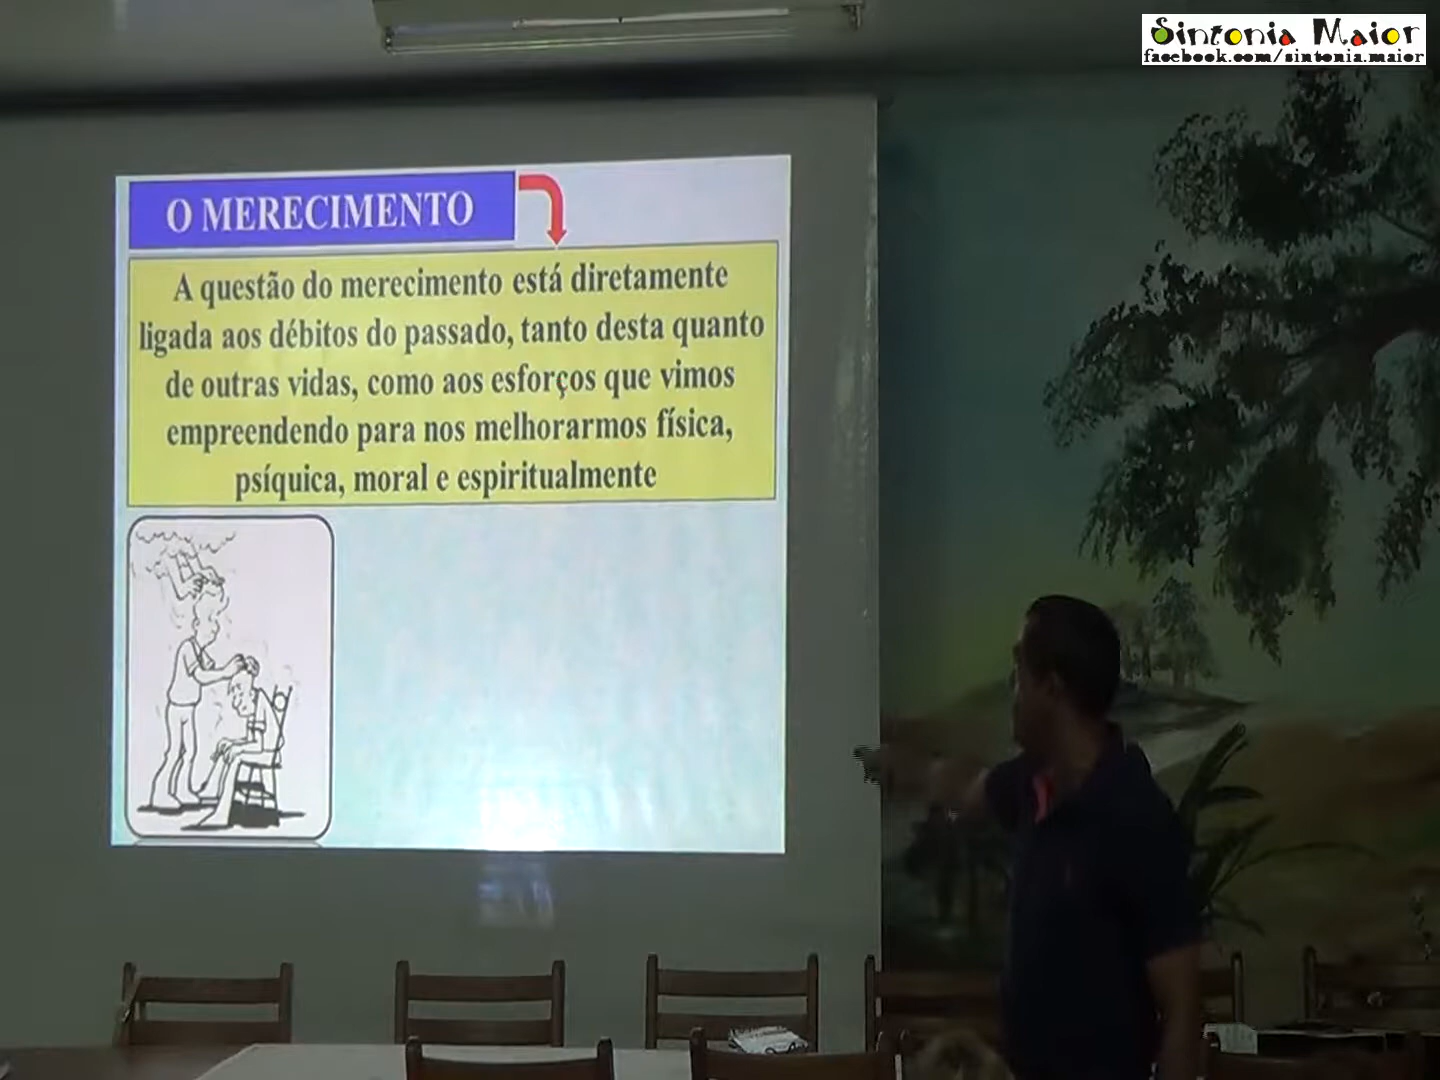 Sintonia Maior
facebook.com/sintonia.maior
O MERECIMENTO
A questão do merecimento está diretamente
ligada aos débitos do passado, tanto desta quanto
de outras vidas, como aos esforços que vimos
empreendendo para nos melhorarmos física,
psíquica, moral e espiritualmente